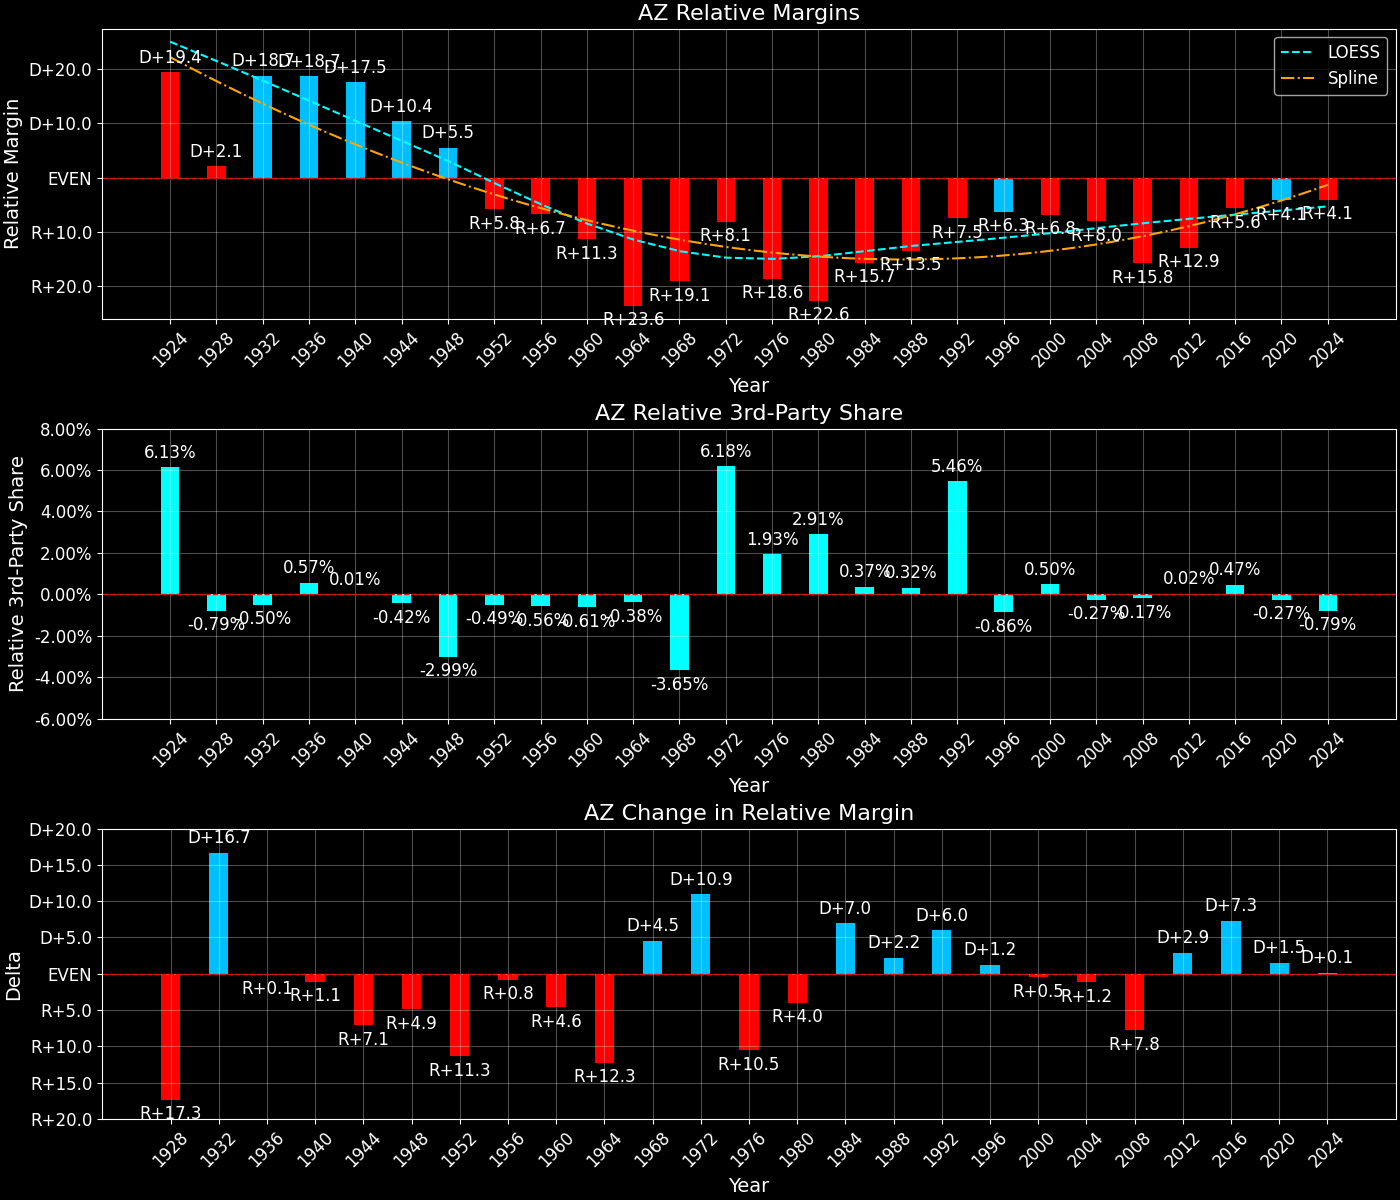 AZ Relative Margins
Relative Margin
D+20.0
D+10.0
EVEN
R+10.0
R+20.0
LOESS
Spline
D+19.4
D+2.1
D+18.7
D+18.7
D+17.5
D+10.4
D+5.5
R+5.8
R+6.7
R+11.3
R+23.6
R+19.1
R+8.1
R+18.6
R+22.6
R+15.7
R+13.5
R+7.5
R+6.3
R+6.8
R+8.0
R+15.8
R+12.9
R+5.6
R+4.1
R+4.1
1924 1928 1932 1936 1940 1944 1948 1952 1956 1960 1964 1968 1972 1976 1980 1984 1988 1992 1996 2000 2004 2008 2012 2016 2020 2024
Year
AZ Relative 3rd-Party Share
Relative 3rd-Party Share
8.00%
6.00%
4.00%
2.00%
0.00%
-2.00%
-4.00%
-6.00%
6.13%
-0.79%
-0.50%
0.57%
0.01%
-0.42%
-2.99%
-0.49%
-0.56%
-0.61%
-0.38%
-3.65%
6.18%
1.93%
2.91%
0.37%
0.32%
5.46%
-0.86%
0.50%
-0.27%
-0.17%
0.02%
0.47%
-0.27%
-0.79%
1924 1928 1932 1936 1940 1944 1948 1952 1956 1960 1964 1968 1972 1976 1980 1984 1988 1992 1996 2000 2004 2008 2012 2016 2020 2024
Year
AZ Change in Relative Margin
Delta
D+20.0
D+15.0
D+10.0
D+5.0
EVEN
R+5.0
R+10.0
R+15.0
R+20.0
R+17.3
D+16.7
R+0.1
R+1.1
R+7.1
R+4.9
R+11.3
R+0.8
R+4.6
R+12.3
D+4.5
D+10.9
R+10.5
R+4.0
D+7.0
D+2.2
D+6.0
D+1.2
R+0.5
R+1.2
R+7.8
D+2.9
D+7.3
D+1.5
D+0.1
1928 1932 1936 1940 1944 1948 1952 1956 1960 1964 1968 1972 1976 1980 1984 1988 1992 1996 2000 2004 2008 2012 2016 2020 2024
Year